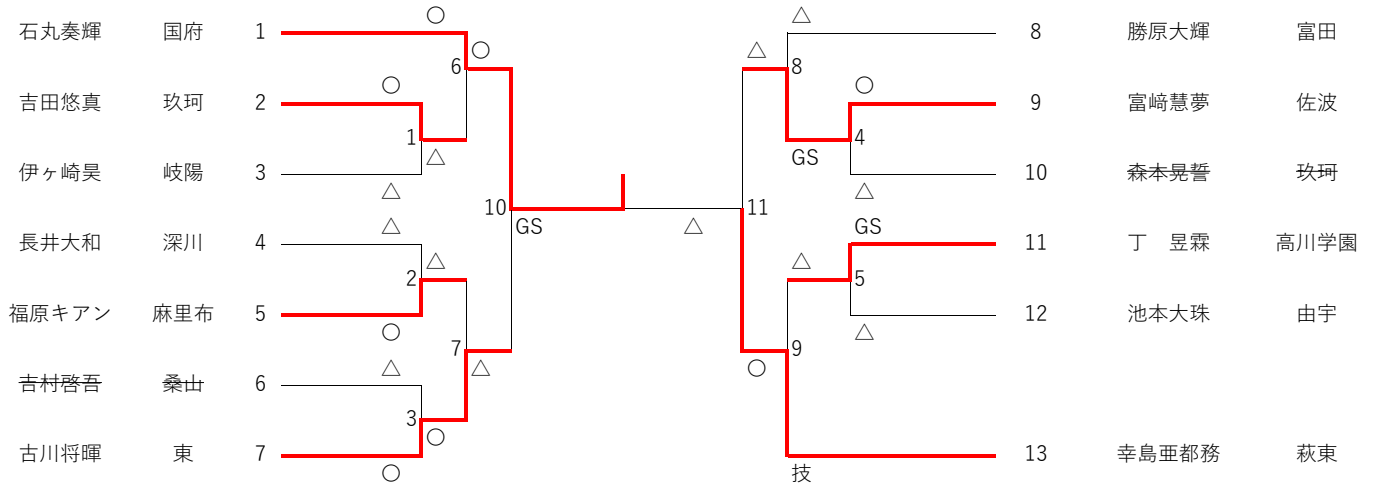 ○ △
石丸奏輝 国府 1 8 勝原大輝 富田
○ △
6 8
○ ○
吉田悠真 玖珂 2 9 富﨑慧夢 佐波
1 4
△ GS
伊ヶ崎昊 岐陽 3 10 森本晃誓 玖珂
△ △
10 11
△ GS △ GS
長井大和 深川 4 11 丁 昱霖 高川学園
△ △
2 5
福原キアン 麻里布 5 12 池本大珠 由宇
○ △
7 9
△ △ ○
吉村啓吾 桑山 6
3
○
古川将暉 東 7 13 幸島亜都務 萩東
○ 技